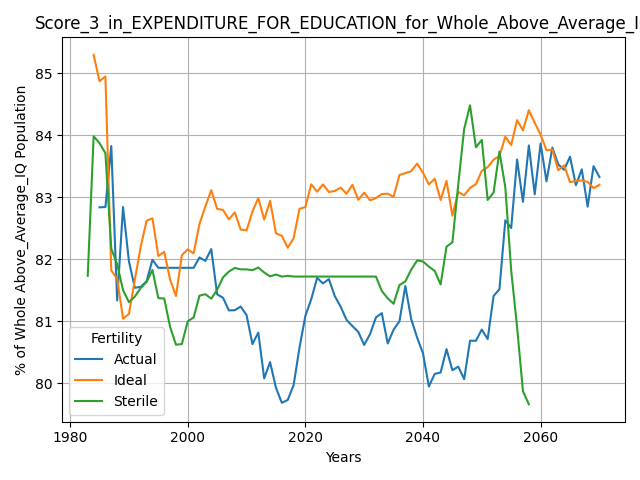 Score_3_in_EXPENDITURE_FOR_EDUCATION_for_Whole_Above_Average_I
% of Whole Above_Average_IQ Population
85
84
83
82
81
80
Fertility
Actual
Ideal
Sterile
1980
2000
2020
2040
2060
Years